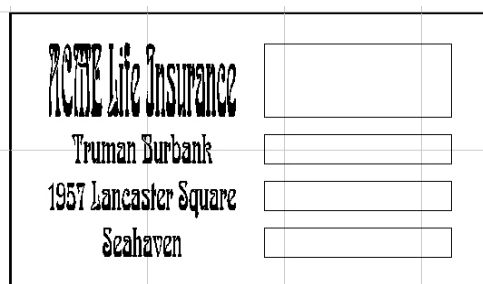 ACME Life Insurance
Truman Burbank
1957 Lancaster Square
Seahaven